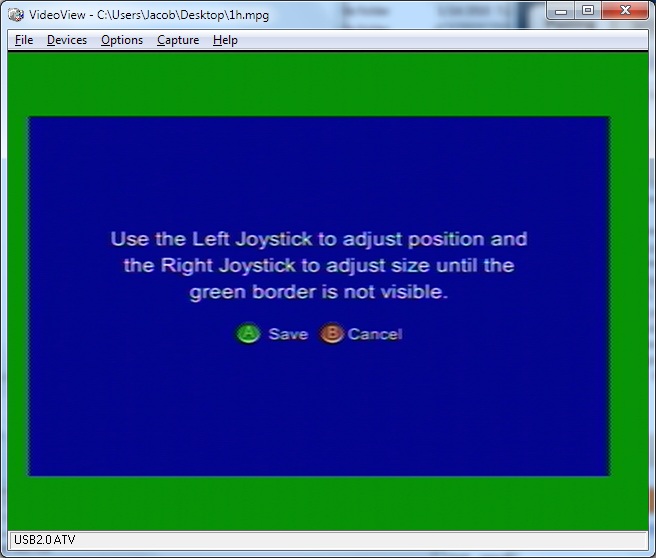 VideoView - C:\Users\Jacob\Desktop\1h.mpg
File Devices Options Capture Help
Use the Left Joystick to adjust position and
the Right Joystick to adjust size until the
green border is not visible.
A Save B Cancel
USB2.0 ATV